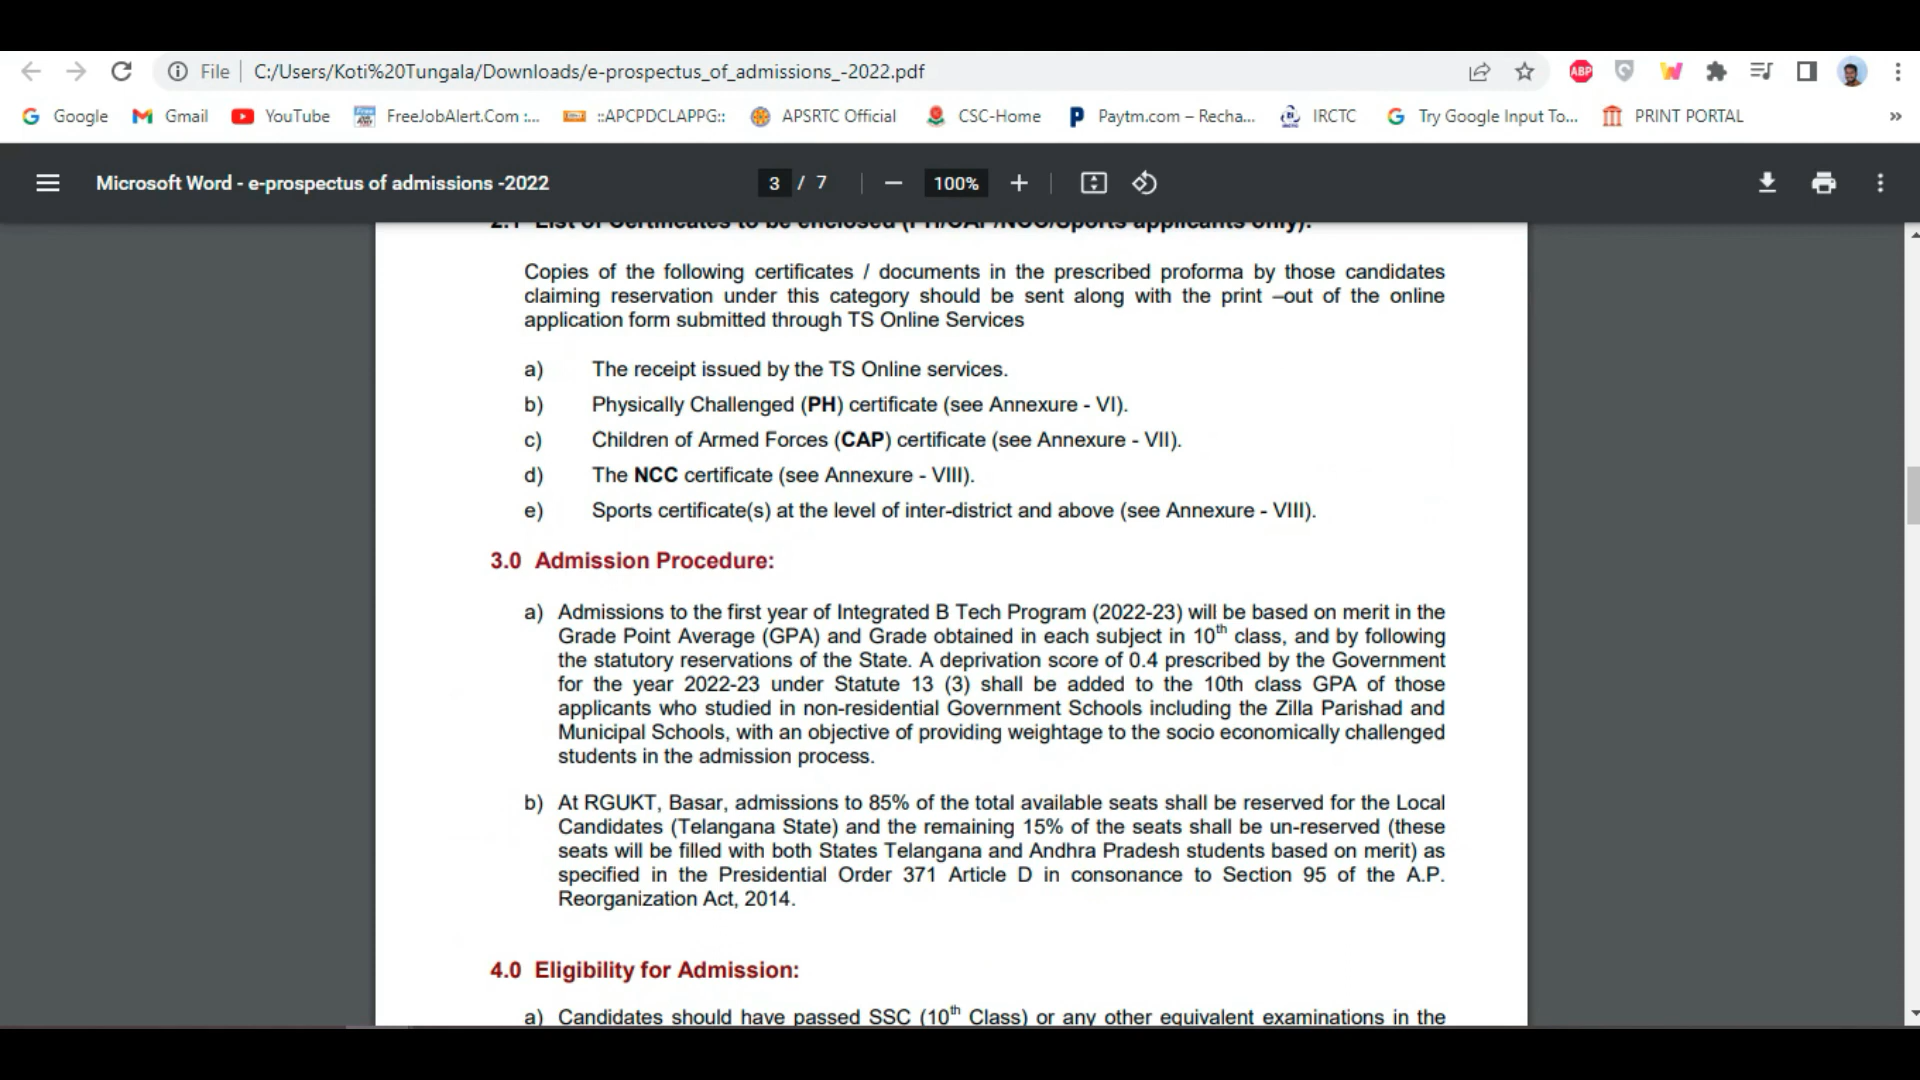 File | C:/Users/Koti%20Tungala/Downloads/e-prospectus_of_admissions_-2022.pdf
ABP
Google Gmail YouTube FreeJobAlert.Com :... ::APCPDCLAPPG:: APSRTC Official CSC-Home Paytm.com – Recha... IRCTC Try Google Input To... PRINT PORTAL »
Microsoft Word - e-prospectus of admissions -2022 3 / 7 100%
2.1 List of Certificates to be enclosed (PH/CAP/NCC/Sports applicants only):
Copies of the following certificates / documents in the prescribed proforma by those candidates
claiming reservation under this category should be sent along with the print –out of the online
application form submitted through TS Online Services
a) The receipt issued by the TS Online services.
b) Physically Challenged (PH) certificate (see Annexure - VI).
c) Children of Armed Forces (CAP) certificate (see Annexure - VII).
d) The NCC certificate (see Annexure - VIII).
e) Sports certificate(s) at the level of inter-district and above (see Annexure - VIII).
3.0 Admission Procedure:
a) Admissions to the first year of Integrated B Tech Program (2022-23) will be based on merit in the
Grade Point Average (GPA) and Grade obtained in each subject in 10th class, and by following
the statutory reservations of the State. A deprivation score of 0.4 prescribed by the Government
for the year 2022-23 under Statute 13 (3) shall be added to the 10th class GPA of those
applicants who studied in non-residential Government Schools including the Zilla Parishad and
Municipal Schools, with an objective of providing weightage to the socio economically challenged
students in the admission process.
b) At RGUKT, Basar, admissions to 85% of the total available seats shall be reserved for the Local
Candidates (Telangana State) and the remaining 15% of the seats shall be un-reserved (these
seats will be filled with both States Telangana and Andhra Pradesh students based on merit) as
specified in the Presidential Order 371 Article D in consonance to Section 95 of the A.P.
Reorganization Act, 2014.
4.0 Eligibility for Admission:
a) Candidates should have passed SSC (10th Class) or any other equivalent examinations in the